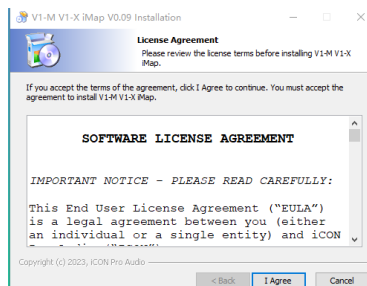 V1-M V1-X iMap V0.09 Installation
License Agreement
Please review the license terms before installing V1-M V1-X
iMap.
If you accept the terms of the agreement, click I Agree to continue. You must accept the
agreement to install V1-M V1-X iMap.
SOFTWARE LICENSE AGREEMENT
IMPORTANT NOTICE - PLEASE READ CAREFULLY:
This End User License Agreement (“EULA”)
is a legal agreement between you (either
an individual or a single entity) and iCON
Copyright (c) 2023, iCON Pro Audio
< Back
I Agree
Cancel